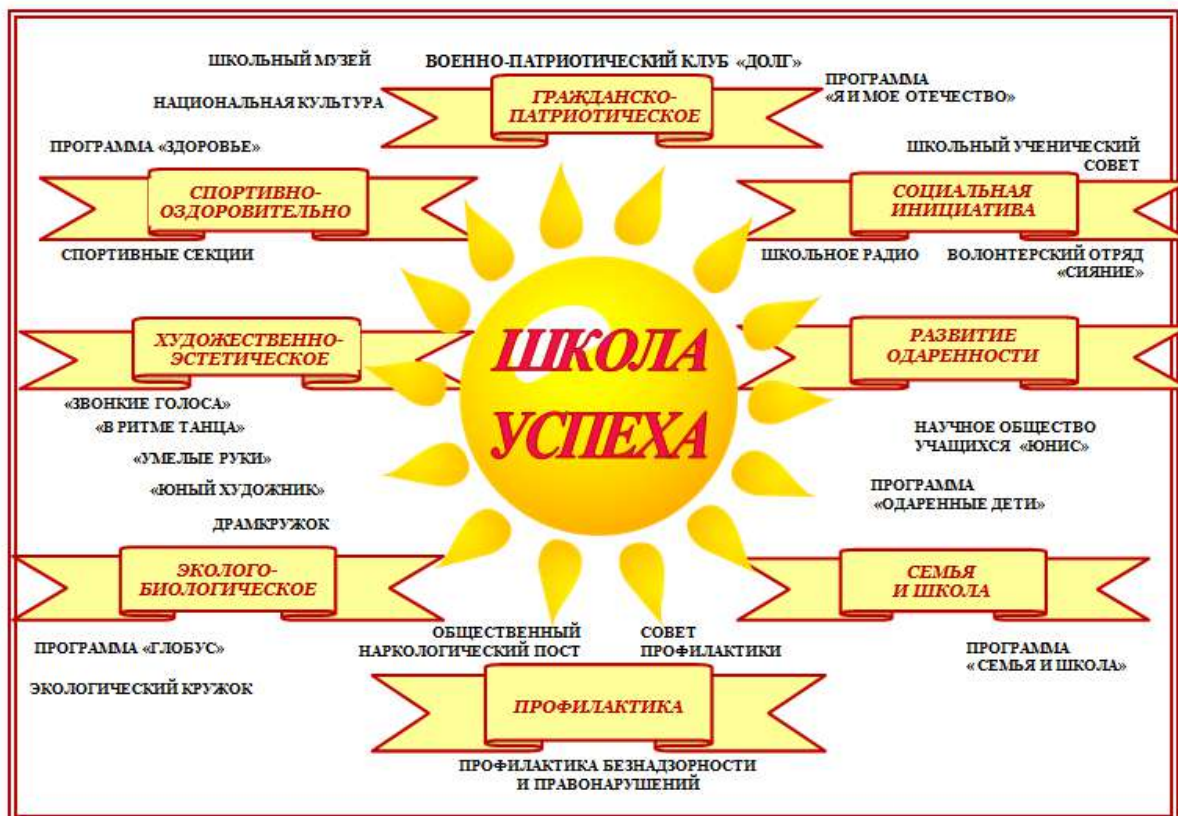 ШКОЛЬНЫЙ МУЗЕЙ
ВОЕННО-ПАТРИОТИЧЕСКИЙ КЛУБ «ДОЛГ»
НАЦИОНАЛЬНАЯ КУЛЬТУРА
ГРАЖДАНСКО-
ПАТРИОТИЧЕСКОЕ
ПРОГРАММА
«Я И МОЕ ОТЕЧЕСТВО»
ПРОГРАММА «ЗДОРОВЬЕ»
СПОРТИВНО-
ОЗДОРОВИТЕЛЬНО
СПОРТИВНЫЕ СЕКЦИИ
ШКОЛЬНЫЙ УЧЕНИЧЕСКИЙ
СОВЕТ
СОЦИАЛЬНАЯ
ИНИЦИАТИВА
ШКОЛЬНОЕ РАДИО
ВОЛОНТЕРСКИЙ ОТРЯД
«СИЯНИЕ»
ХУДОЖЕСТВЕННО-
ЭСТЕТИЧЕСКОЕ
«ЗВОНКИЕ ГОЛОСА»
«В РИТМЕ ТАНЦА»
«УМЕЛЫЕ РУКИ»
«ЮНЫЙ ХУДОЖНИК»
ДРАМКРУЖОК
ШКОЛА
УСПЕХА
РАЗВИТИЕ
ОДАРЕННОСТИ
НАУЧНОЕ ОБЩЕСТВО
УЧАЩИХСЯ «ЮНИС»
ПРОГРАММА
«ОДАРЕННЫЕ ДЕТИ»
ЭКОЛОГО-
БИОЛОГИЧЕСКОЕ
ПРОГРАММА «ГЛОБУС»
ЭКОЛОГИЧЕСКИЙ КРУЖОК
СЕМЬЯ
И ШКОЛА
ПРОГРАММА
«СЕМЬЯ И ШКОЛА»
ОБЩЕСТВЕННЫЙ
НАРКОЛОГИЧЕСКИЙ ПОСТ
СОВЕТ
ПРОФИЛАКТИКИ
ПРОФИЛАКТИКА
ПРОФИЛАКТИКА БЕЗНАДЗОРНОСТИ
И ПРАВОНАРУШЕНИЙ